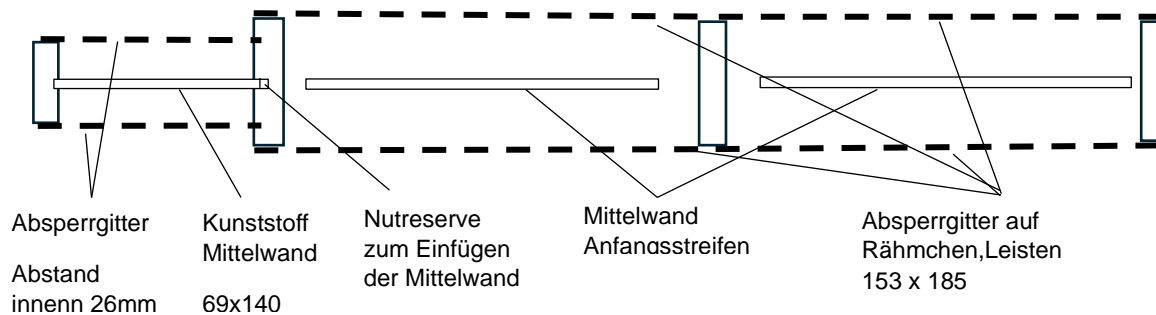 Absperrgitter
Abstand
innenn 26mm
Kunststoff
Mittelwand
69x140
Nutreserve
zum Einfügen
der Mittelwand
Mittelwand
Anfangsstreifen
Absperrgitter auf
Rähmchen,Leisten
153 x 185